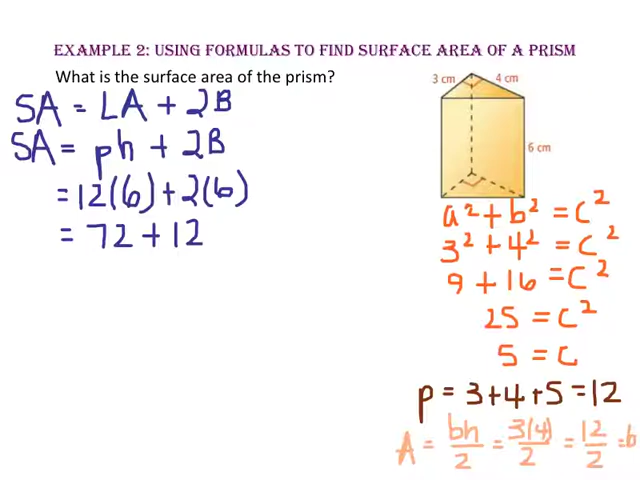 EXAMPLE 2: USING FORMULAS TO FIND SURFACE AREA OF A PRISM
What is the surface area of the prism?
3 cm 4 cm
6 cm
SA = LA + 2B
SA = ph + 2B
= 12(6) + 2(6)
= 72 + 12
a² + b² = c²
3² + 4² = c²
9 + 16 = c²
25 = c²
5 = c
p = 3+4+5 = 12
A = bh/2 = 3(4)/2 = 12/2 = 6